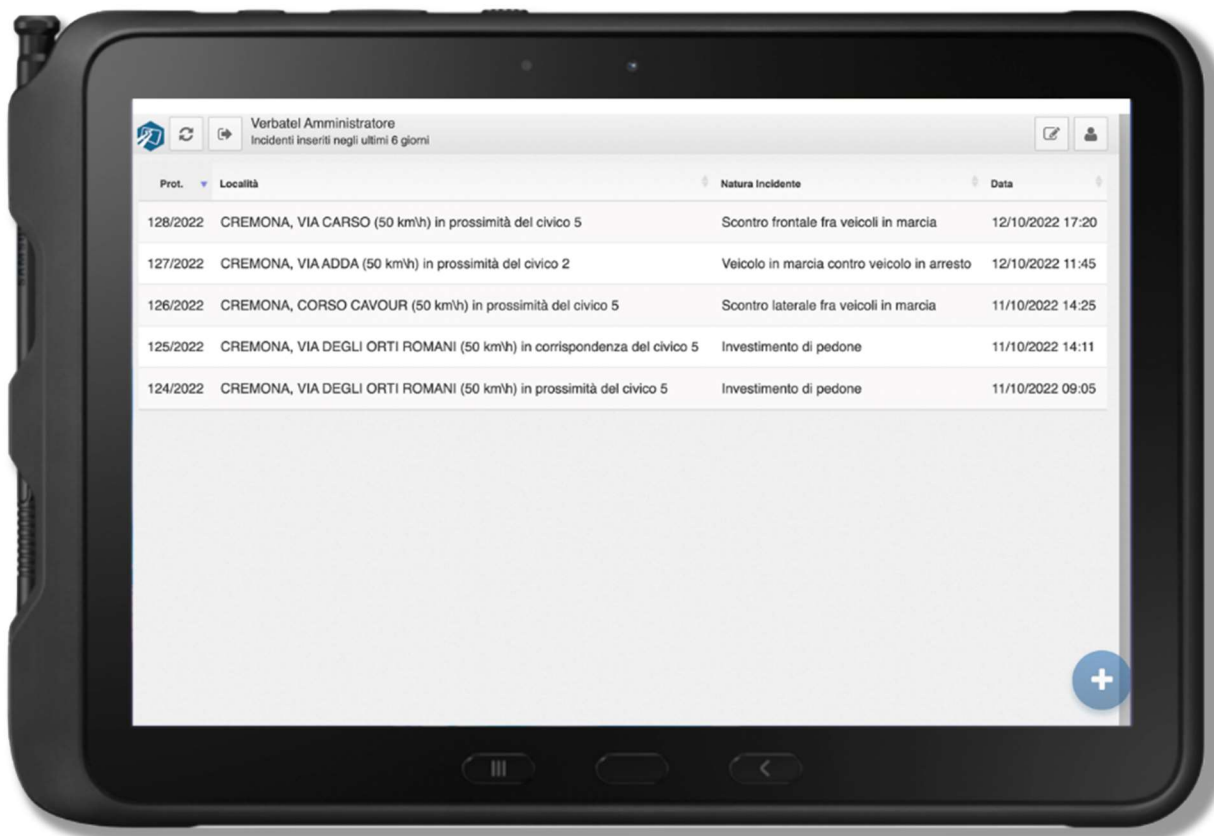 Verbatel Amministratore
Incidenti inseriti negli ultimi 6 giorni
Prot. Località Natura Incidente Data
128/2022 CREMONA, VIA CARSO (50 km\h) in prossimità del civico 5 Scontro frontale fra veicoli in marcia 12/10/2022 17:20
127/2022 CREMONA, VIA ADDA (50 km\h) in prossimità del civico 2 Veicolo in marcia contro veicolo in arresto 12/10/2022 11:45
126/2022 CREMONA, CORSO CAVOUR (50 km\h) in prossimità del civico 5 Scontro laterale fra veicoli in marcia 11/10/2022 14:25
125/2022 CREMONA, VIA DEGLI ORTI ROMANI (50 km\h) in corrispondenza del civico 5 Investimento di pedone 11/10/2022 14:11
124/2022 CREMONA, VIA DEGLI ORTI ROMANI (50 km\h) in prossimità del civico 5 Investimento di pedone 11/10/2022 09:05